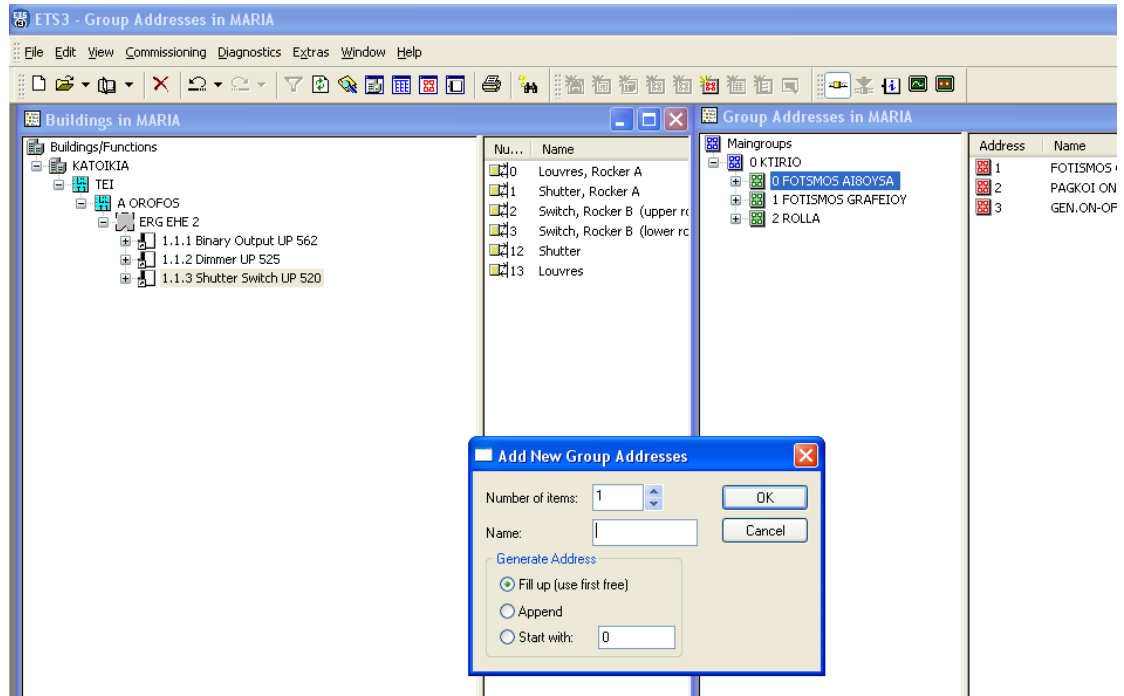 ETS3 - Group Addresses in MARIA
File Edit View Commissioning Diagnostics Extras Window Help
Buildings in MARIA
Buildings/Functions
KATOIKIA
TEI
A OROFOS
ERG EHE 2
1.1.1 Binary Output UP 562
1.1.2 Dimmer UP 525
1.1.3 Shutter Switch UP 520
Nu... Name
0 Louvres, Rocker A
1 Shutter, Rocker A
2 Switch, Rocker B (upper ro
3 Switch, Rocker B (lower rc
12 Shutter
13 Louvres
Group Addresses in MARIA
Maingroups
0 KTIRIO
0 FOTSMOS AI8OYSA
1 FOTISMOS GRAFEIOY
2 ROLLA
Address Name
1 FOTISMOS
2 PAGKOI ON
3 GEN.ON-OF
Add New Group Addresses
Number of items: 1
OK
Name:
Cancel
Generate Address
Fill up (use first free)
Append
Start with: 0